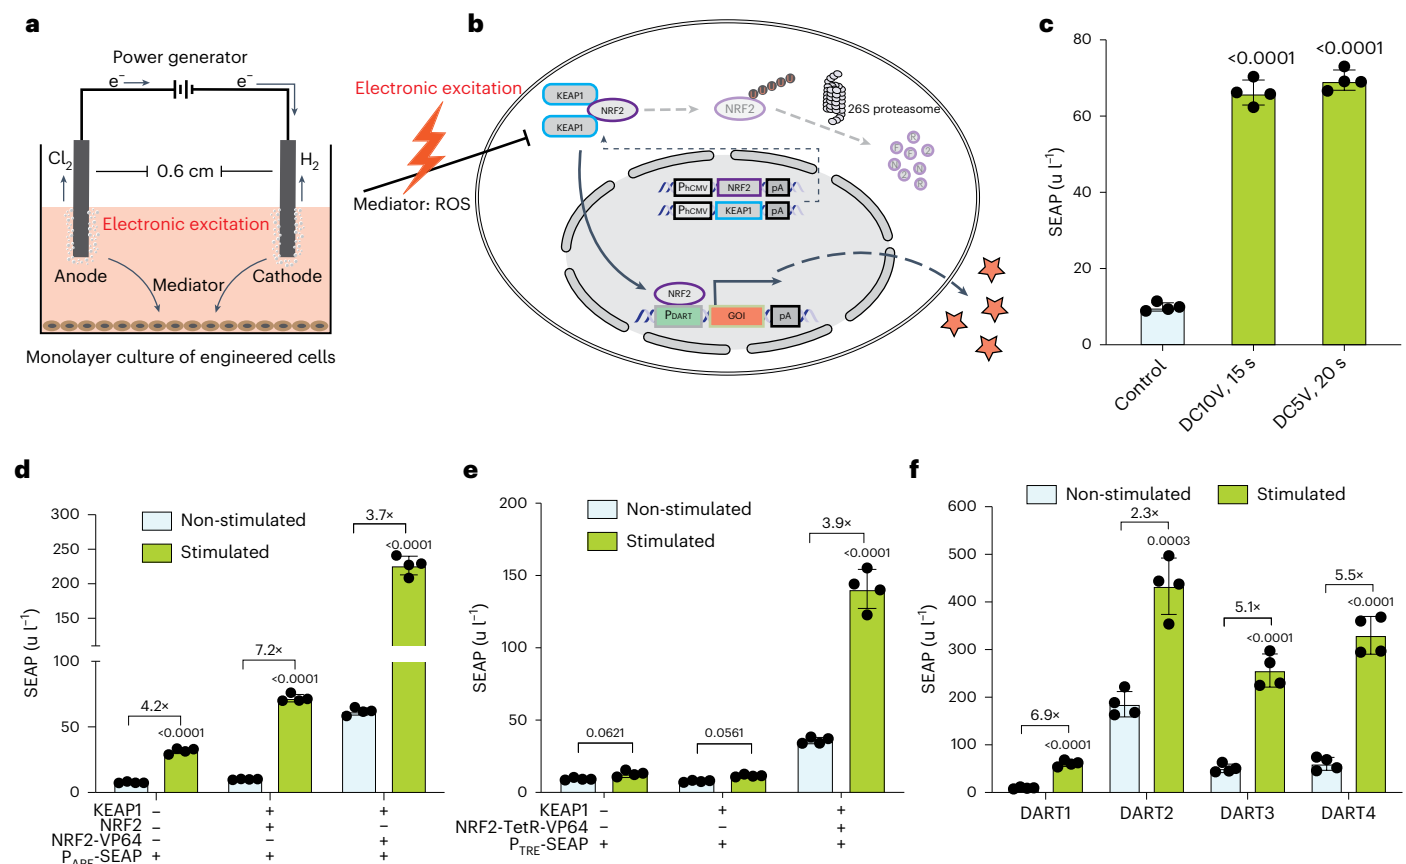 a
Power generator
e⁻
e⁻
Cl₂
H₂
0.6 cm
Electronic excitation
Anode
Cathode
Mediator
Monolayer culture of engineered cells
b
Electronic excitation
Mediator: ROS
KEAP1
KEAP1
NRF2
NRF2
26S proteasome
PhCMV NRF2 pA
PhCMV KEAP1 pA
NRF2
PDART GOI pA
c
SEAP (u l⁻¹)
80
60
40
20
0
<0.0001
<0.0001
Control
DC10V, 15 s
DC5V, 20 s
d
SEAP (u l⁻¹)
300
250
200
150
100
50
0
Non-stimulated
Stimulated
4.2×
<0.0001
7.2×
<0.0001
3.7×
<0.0001
KEAP1 – + +
NRF2 – + –
NRF2-VP64 – – +
P_ARE-SEAP + + +
e
SEAP (u l⁻¹)
200
150
100
50
0
Non-stimulated
Stimulated
0.0621
0.0561
3.9×
<0.0001
KEAP1 – + +
NRF2-TetR-VP64 – – +
P_TRE-SEAP + + +
f
SEAP (u l⁻¹)
600
500
400
300
200
100
0
Non-stimulated
Stimulated
6.9×
<0.0001
2.3×
0.0003
5.1×
<0.0001
5.5×
<0.0001
DART1
DART2
DART3
DART4